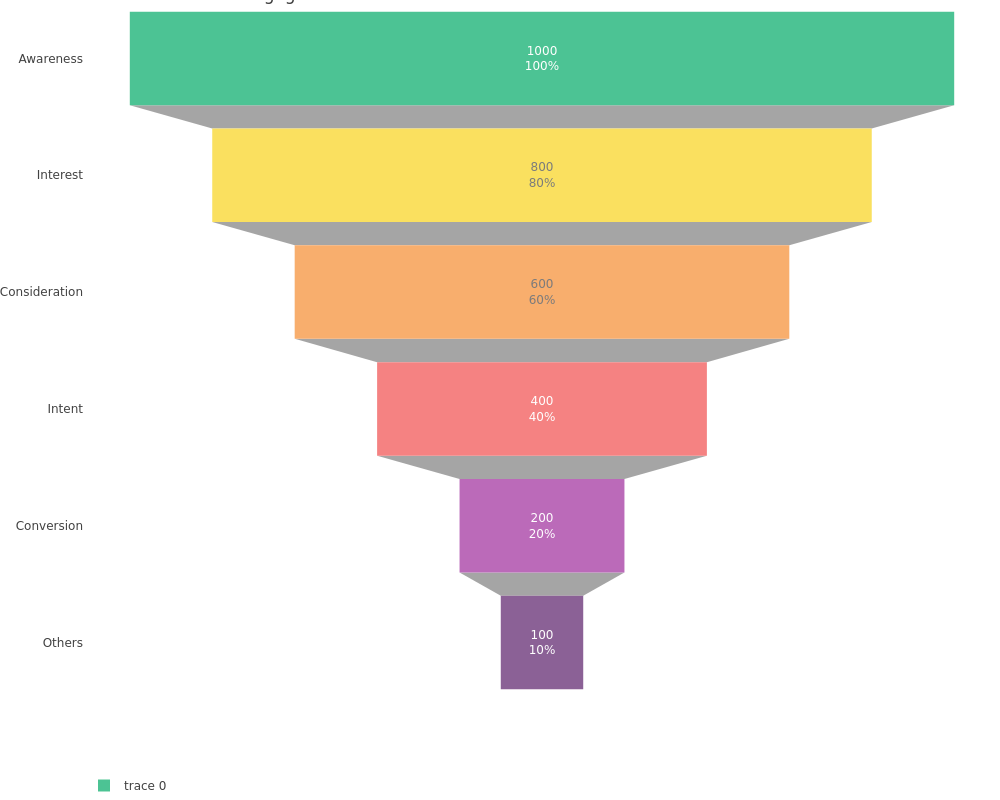 Awareness
1000
100%
Interest
800
80%
Consideration
600
60%
Intent
400
40%
Conversion
200
20%
Others
100
10%
trace 0